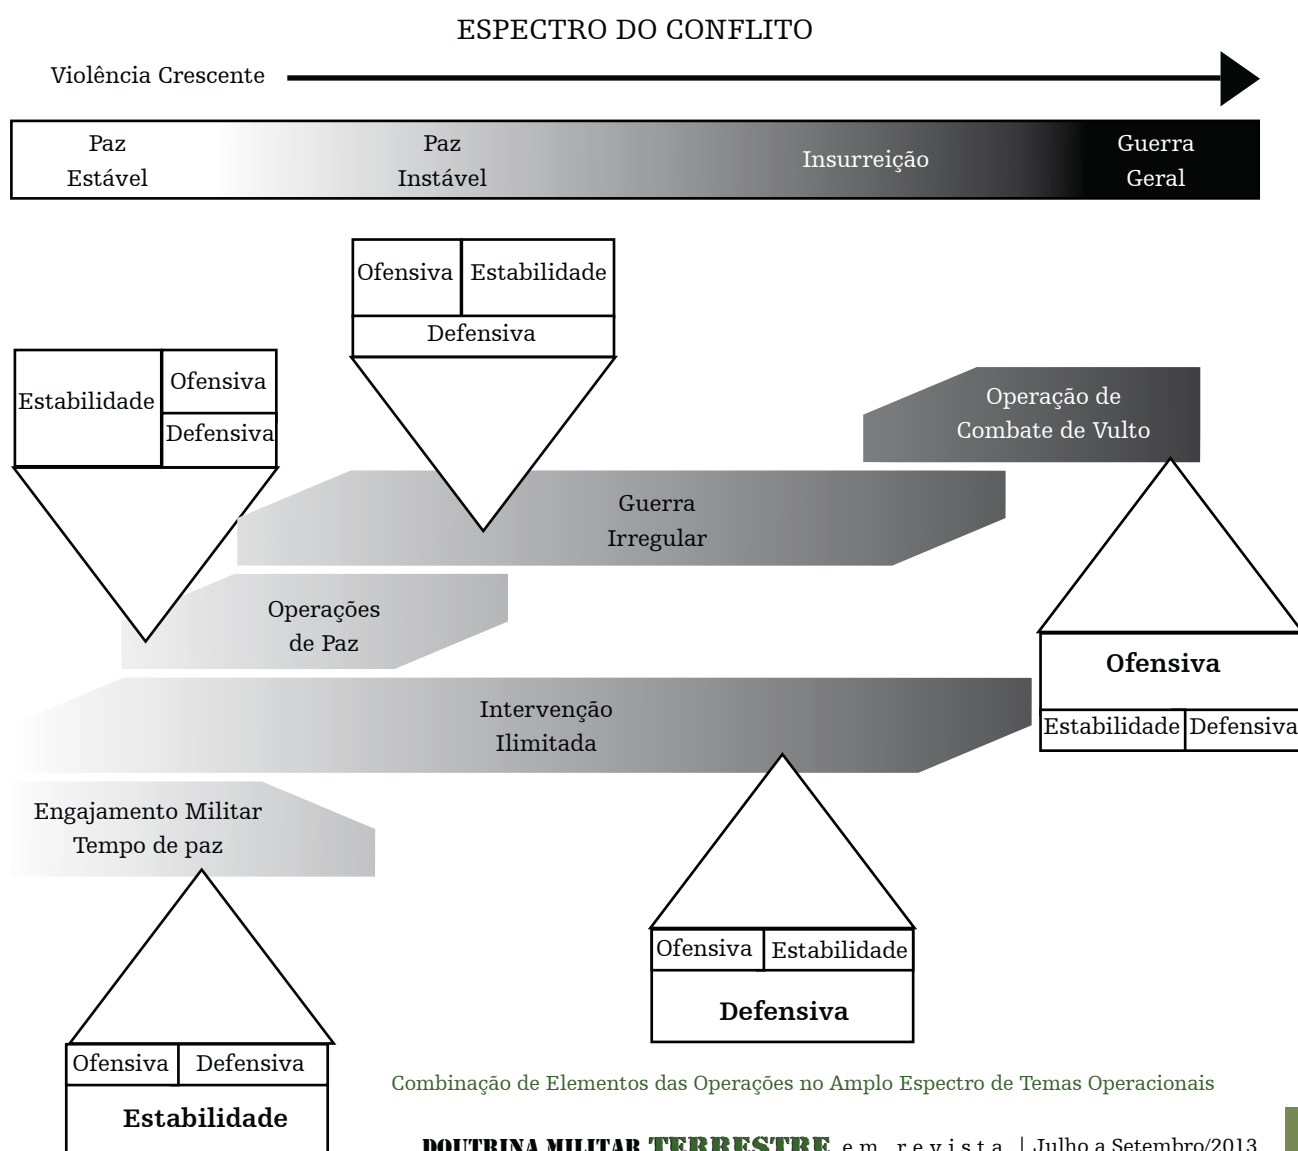 ESPECTRO DO CONFLITO
Violência Crescente
Paz
Estável
Paz
Instável
Insurreição
Guerra
Geral
Ofensiva
Estabilidade
Defensiva
Estabilidade
Ofensiva
Defensiva
Operação de
Combate de Vulto
Guerra
Irregular
Operações
de Paz
Ofensiva
Estabilidade
Defensiva
Intervenção
Ilimitada
Engajamento Militar
Tempo de paz
Ofensiva
Estabilidade
Defensiva
Ofensiva
Defensiva
Estabilidade
Combinação de Elementos das Operações no Amplo Espectro de Temas Operacionais
DOUTRINA MILITAR TERRESTRE em revista | Julho a Setembro/2013